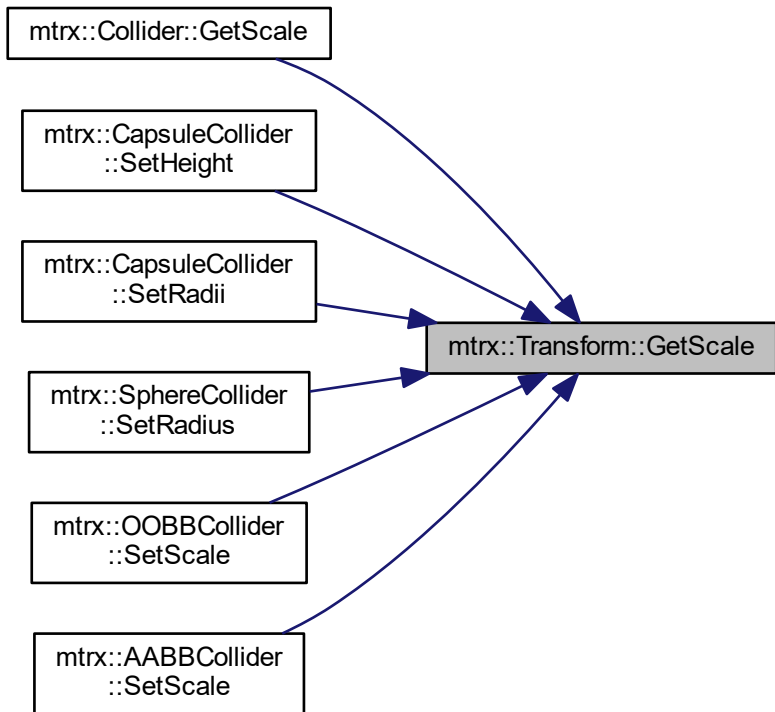 mtrx::Collider::GetScale
mtrx::CapsuleCollider
::SetHeight
mtrx::CapsuleCollider
::SetRadii
mtrx::Transform::GetScale
mtrx::SphereCollider
::SetRadius
mtrx::OOBBCollider
::SetScale
mtrx::AABBCollider
::SetScale